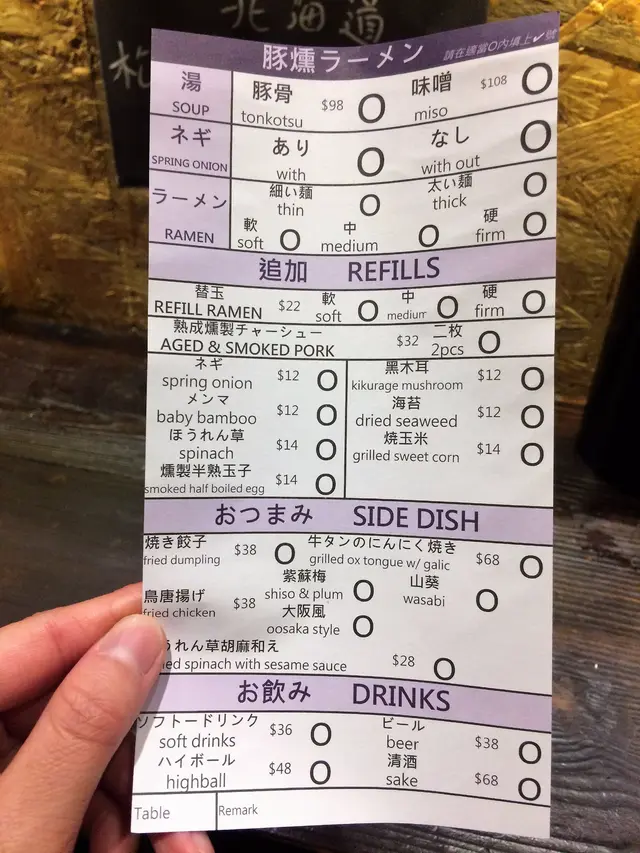 北海道
豚燻ラーメン 請在適當O內填上✓號
湯 豚骨 $98 O 味噌 $108 O
SOUP tonkotsu miso
ネギ あり O なし O
SPRING ONION with with out
ラーメン 細い麺 O 太い麺 O
thin thick
軟 中 硬
RAMEN soft O medium O firm O
追加 REFILLS
替玉 軟 中 硬
REFILL RAMEN $22 soft O medium O firm O
熟成燻製チャーシュー $32 二枚 O
AGED & SMOKED PORK 2pcs
ネギ $12 O 黑木耳 $12 O
spring onion kikurage mushroom
メンマ $12 O 海苔 $12 O
baby bamboo dried seaweed
ほうれん草 $14 O 焼玉米 $14 O
spinach grilled sweet corn
燻製半熟玉子 $14 O
smoked half boiled egg
おつまみ SIDE DISH
焼き餃子 $38 O 牛タンのにんにく焼き $68 O
fried dumpling grilled ox tongue w/ galic
紫蘇梅 O 山葵 O
鳥唐揚げ $38 shiso & plum wasabi
fried chicken 大阪風 O
oosaka style
うれん草胡麻和え $28 O
spinach with sesame sauce
お飲み DRINKS
ソフトードリンク $36 O ビール $38 O
soft drinks beer
ハイボール $48 O 清酒 $68 O
highball sake
Table Remark